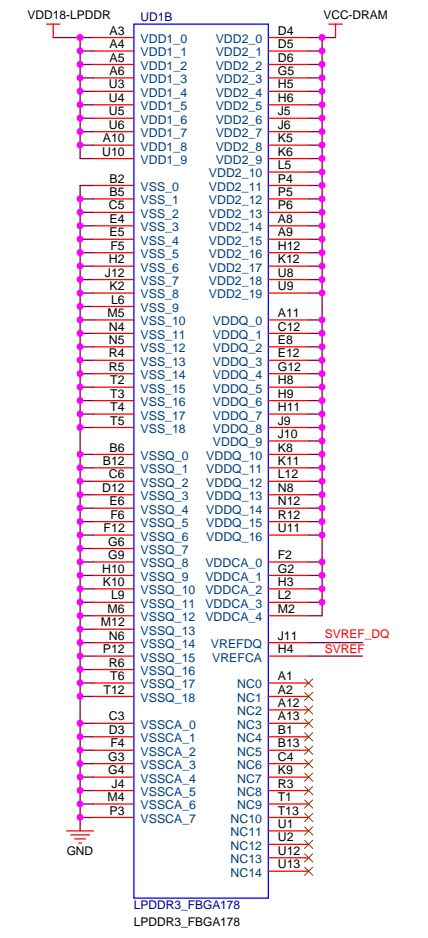 VDD18-LPDDR
UD1B
VCC-DRAM
A3 VDD1_0
A4 VDD1_1
A5 VDD1_2
A6 VDD1_3
U3 VDD1_4
U4 VDD1_5
U5 VDD1_6
U6 VDD1_7
A10 VDD1_8
U10 VDD1_9
B2 VSS_0
B5 VSS_1
C5 VSS_2
E4 VSS_3
E5 VSS_4
F5 VSS_5
H2 VSS_6
J12 VSS_7
K2 VSS_8
L6 VSS_9
M5 VSS_10
N4 VSS_11
N5 VSS_12
R4 VSS_13
R5 VSS_14
T2 VSS_15
T3 VSS_16
T4 VSS_17
T5 VSS_18
B6 VSSQ_0
B12 VSSQ_1
C6 VSSQ_2
D12 VSSQ_3
E6 VSSQ_4
F6 VSSQ_5
F12 VSSQ_6
G6 VSSQ_7
G9 VSSQ_8
H10 VSSQ_9
K10 VSSQ_10
L9 VSSQ_11
M6 VSSQ_12
M12 VSSQ_13
N6 VSSQ_14
P12 VSSQ_15
R6 VSSQ_16
T6 VSSQ_17
T12 VSSQ_18
C3 VSSCA_0
D3 VSSCA_1
F4 VSSCA_2
G3 VSSCA_3
G4 VSSCA_4
J4 VSSCA_5
M4 VSSCA_6
P3 VSSCA_7
GND
VDD2_0 D4
VDD2_1 D5
VDD2_2 D6
VDD2_3 G5
VDD2_4 H5
VDD2_5 H6
VDD2_6 J5
VDD2_7 J6
VDD2_8 K5
VDD2_9 K6
VDD2_10 L5
VDD2_11 P4
VDD2_12 P5
VDD2_13 P6
VDD2_14 A8
VDD2_15 A9
VDD2_16 H12
VDD2_17 K12
VDD2_18 U8
VDD2_19 U9
VDDQ_0 A11
VDDQ_1 C12
VDDQ_2 E8
VDDQ_3 E12
VDDQ_4 G12
VDDQ_5 H8
VDDQ_6 H9
VDDQ_7 H11
VDDQ_8 J9
VDDQ_9 J10
VDDQ_10 K8
VDDQ_11 K11
VDDQ_12 L12
VDDQ_13 N8
VDDQ_14 N12
VDDQ_15 R12
VDDQ_16 U11
VDDCA_0 F2
VDDCA_1 G2
VDDCA_2 H3
VDDCA_3 L2
VDDCA_4 M2
VREFDQ J11 SVREF_DQ
VREFCA H4 SVREF
NC0 A1
NC1 A2
NC2 A12
NC3 A13
NC4 B1
NC5 B13
NC6 C4
NC7 K9
NC8 R3
NC9 T1
NC10 T13
NC11 U1
NC12 U2
NC13 U12
NC14 U13
LPDDR3_FBGA178
LPDDR3_FBGA178